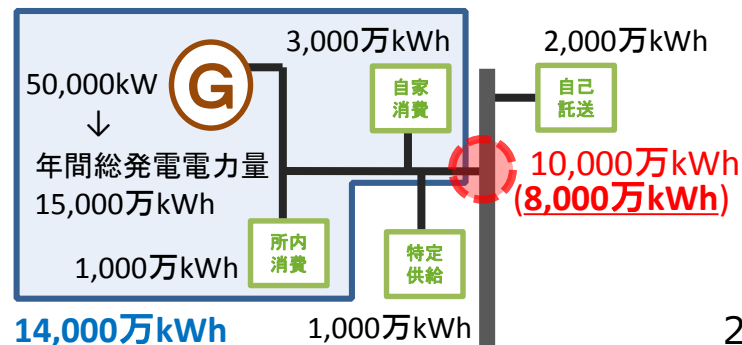 3,000万kWh
2,000万kWh
50,000kW
G
自家
消費
自己
託送
↓
年間総発電電力量
15,000万kWh
10,000万kWh
(8,000万kWh)
所内
消費
1,000万kWh
特定
供給
14,000万kWh
1,000万kWh
2